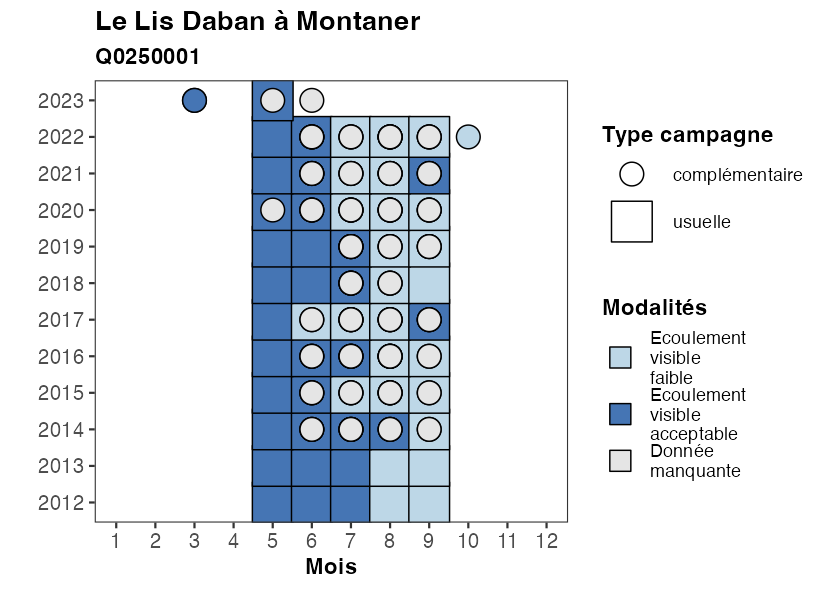 Le Lis Daban à Montaner
Q0250001
2023
2022
2021
2020
2019
2018
2017
2016
2015
2014
2013
2012
1 2 3 4 5 6 7 8 9 10 11 12
Mois
Type campagne
complémentaire
usuelle
Modalités
Ecoulement
visible
faible
Ecoulement
visible
acceptable
Donnée
manquante